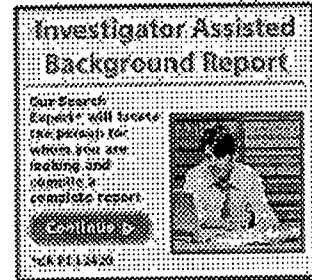 Investigator Assisted
Background Report
Our Search
Experts will locate
the person for
whom you are
looking and
compile a
complete report.
Continue